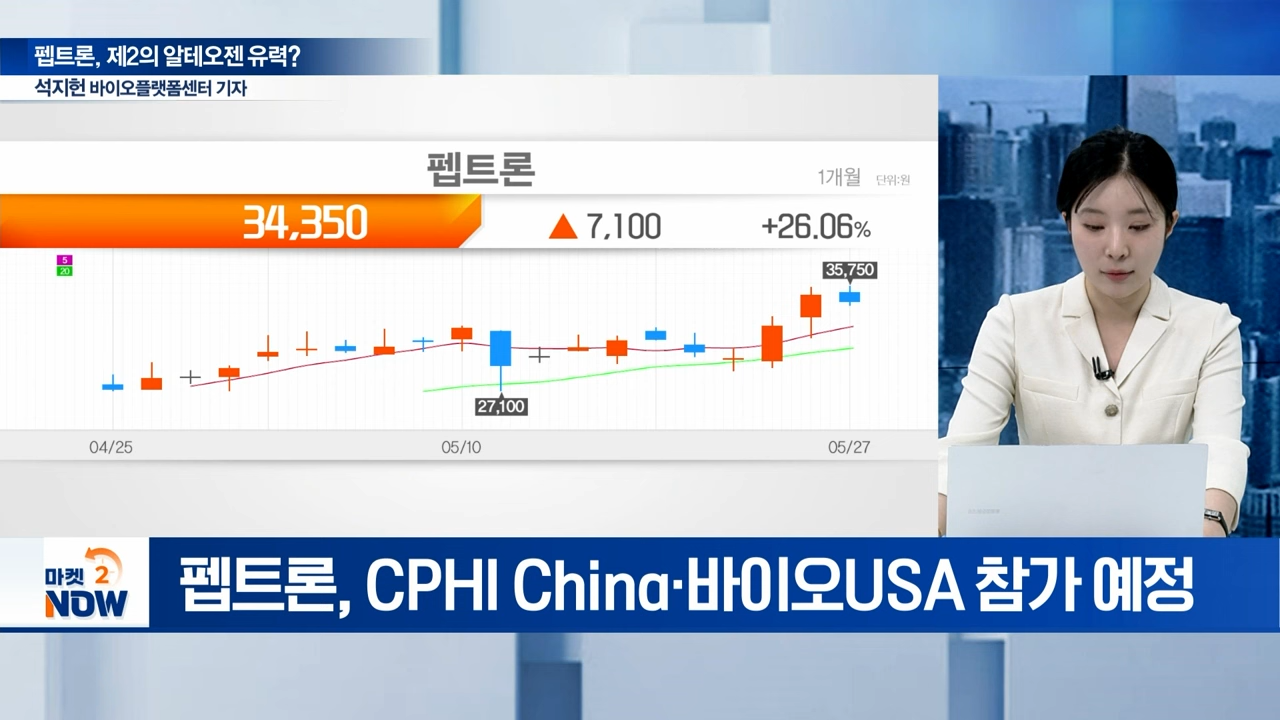 펩트론, 제2의 알테오젠 유력?
석지헌 바이오플랫폼센터 기자
펩트론
1개월 단위:원
34,350 ▲ 7,100 +26.06%
5
20
35,750
27,100
04/25 05/10 05/27
마켓 2
NOW
펩트론, CPHI China·바이오USA 참가 예정